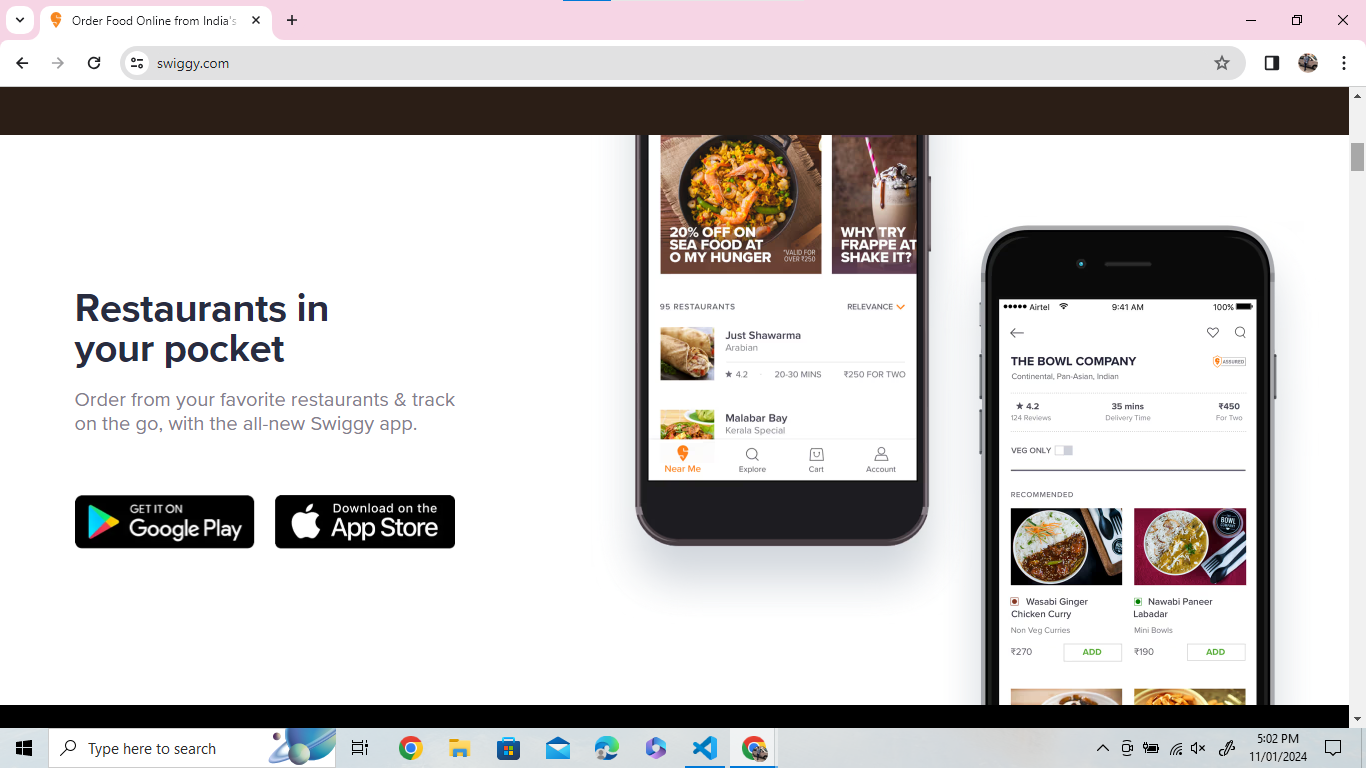 Order Food Online from India's
swiggy.com
20% OFF ON
SEA FOOD AT
O MY HUNGER
*VALID FOR
OVER ₹250
WHY TRY
FRAPPE AT
SHAKE IT?
95 RESTAURANTS
RELEVANCE
Just Shawarma
Arabian
★ 4.2 · 20-30 MINS ₹250 FOR TWO
Malabar Bay
Kerala Special
Near Me
Explore
Cart
Account
Restaurants in
your pocket
Order from your favorite restaurants & track
on the go, with the all-new Swiggy app.
GET IT ON
Google Play
Download on the
App Store
Airtel 9:41 AM 100%
THE BOWL COMPANY
ASSURED
Continental, Pan-Asian, Indian
★ 4.2 35 mins ₹450
124 Reviews Delivery Time For Two
VEG ONLY
RECOMMENDED
THE BOWL COMPANY
Wasabi Ginger
Chicken Curry
Non Veg Curries
₹270 ADD
Nawabi Paneer
Labadar
Mini Bowls
₹190 ADD
Type here to search
5:02 PM
11/01/2024